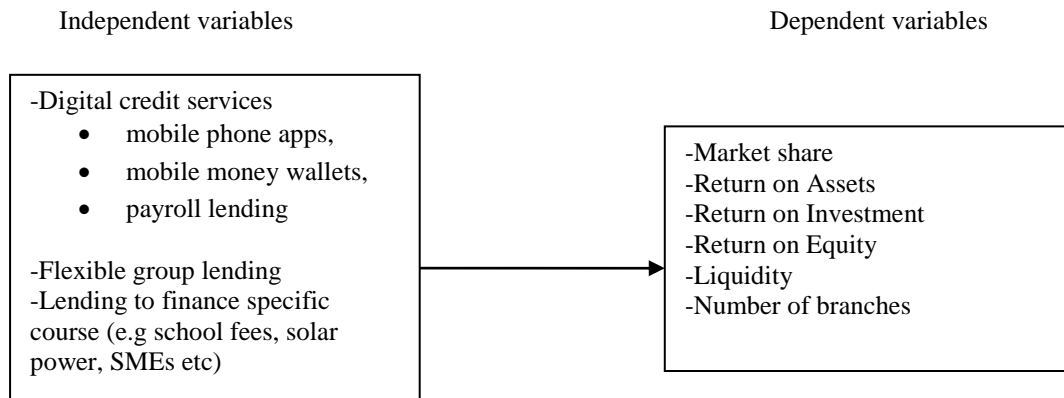 Independent variables
Dependent variables
-Digital credit services
• mobile phone apps,
• mobile money wallets,
• payroll lending
-Flexible group lending
-Lending to finance specific
course (e.g school fees, solar
power, SMEs etc)
-Market share
-Return on Assets
-Return on Investment
-Return on Equity
-Liquidity
-Number of branches